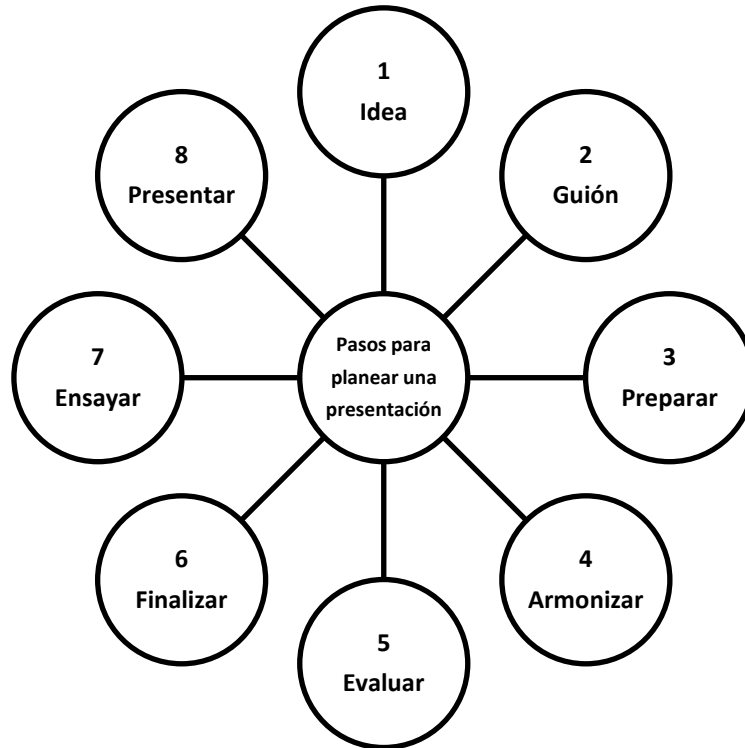 1
Idea
2
Guión
3
Preparar
4
Armonizar
5
Evaluar
6
Finalizar
7
Ensayar
8
Presentar
Pasos para
planear una
presentación